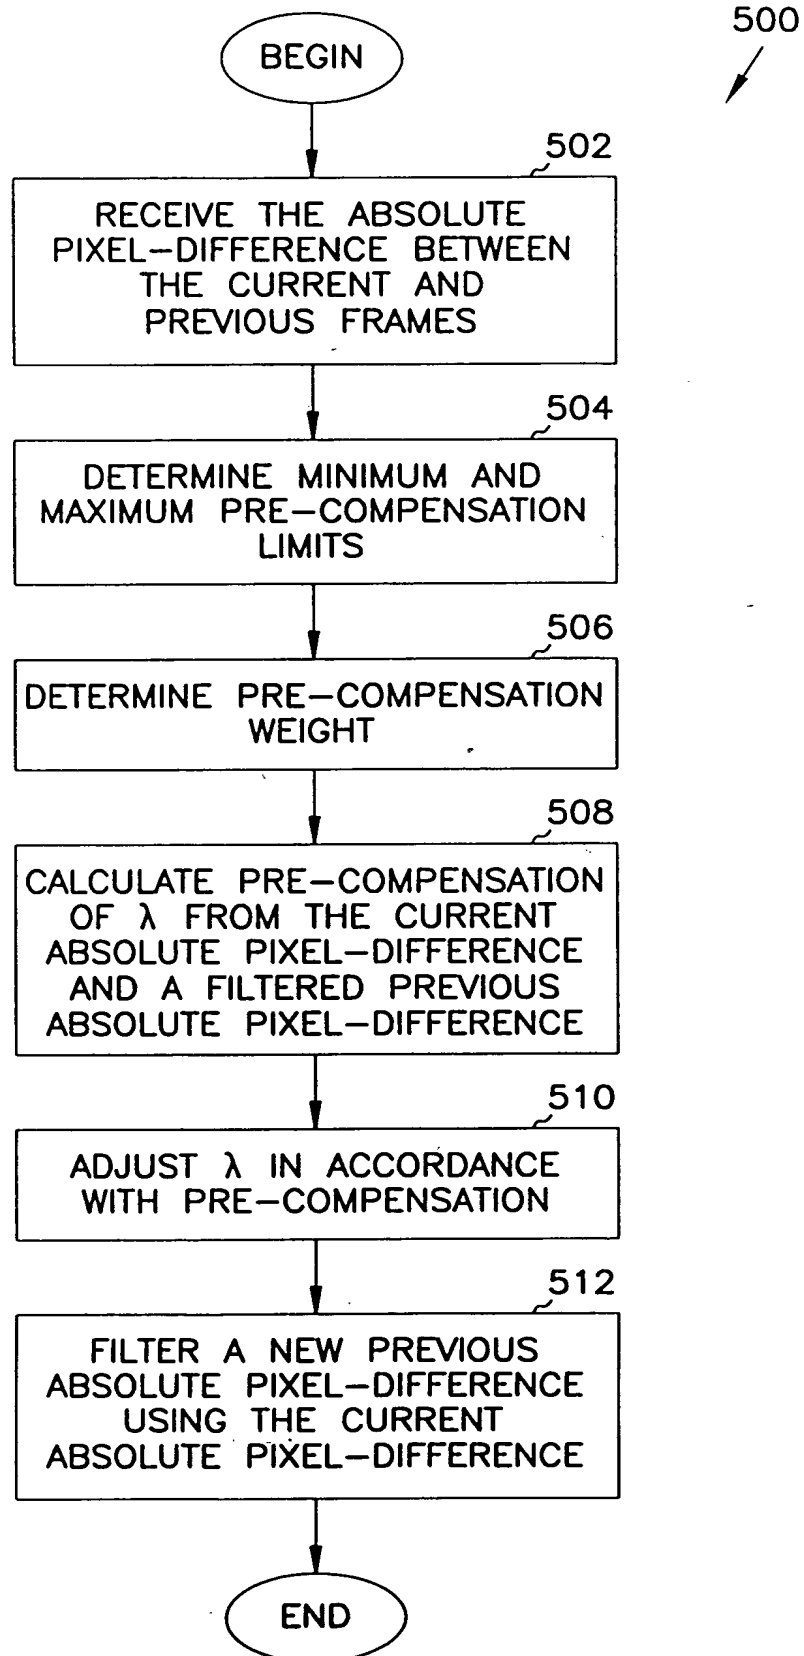 500
BEGIN
502
RECEIVE THE ABSOLUTE
PIXEL–DIFFERENCE BETWEEN
THE CURRENT AND
PREVIOUS FRAMES
504
DETERMINE MINIMUM AND
MAXIMUM PRE–COMPENSATION
LIMITS
506
DETERMINE PRE–COMPENSATION
WEIGHT
508
CALCULATE PRE–COMPENSATION
OF λ FROM THE CURRENT
ABSOLUTE PIXEL–DIFFERENCE
AND A FILTERED PREVIOUS
ABSOLUTE PIXEL–DIFFERENCE
510
ADJUST λ IN ACCORDANCE
WITH PRE–COMPENSATION
512
FILTER A NEW PREVIOUS
ABSOLUTE PIXEL–DIFFERENCE
USING THE CURRENT
ABSOLUTE PIXEL–DIFFERENCE
END